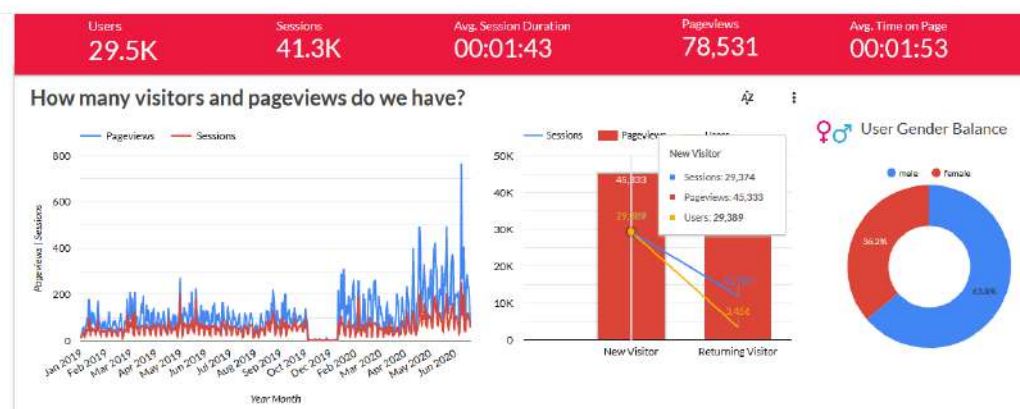 Users
29.5K
Sessions
41.3K
Avg. Session Duration
00:01:43
Pageviews
78,531
Avg. Time on Page
00:01:53
How many visitors and pageviews do we have?
Pageviews Sessions
800
600
400
200
0
Pageviews | Sessions
Jan 2019
Feb 2019
Mar 2019
Apr 2019
May 2019
Jun 2019
Jul 2019
Aug 2019
Sep 2019
Oct 2019
Dec 2019
Feb 2020
Mar 2020
Apr 2020
May 2020
Jun 2020
Year Month
Sessions Pageviews Users
50K
40K
30K
20K
10K
0
45,333
New Visitor
Sessions: 29,374
Pageviews: 45,333
Users: 29,389
29,389
New Visitor
Returning Visitor
User Gender Balance
male female
36.2%
63.8%